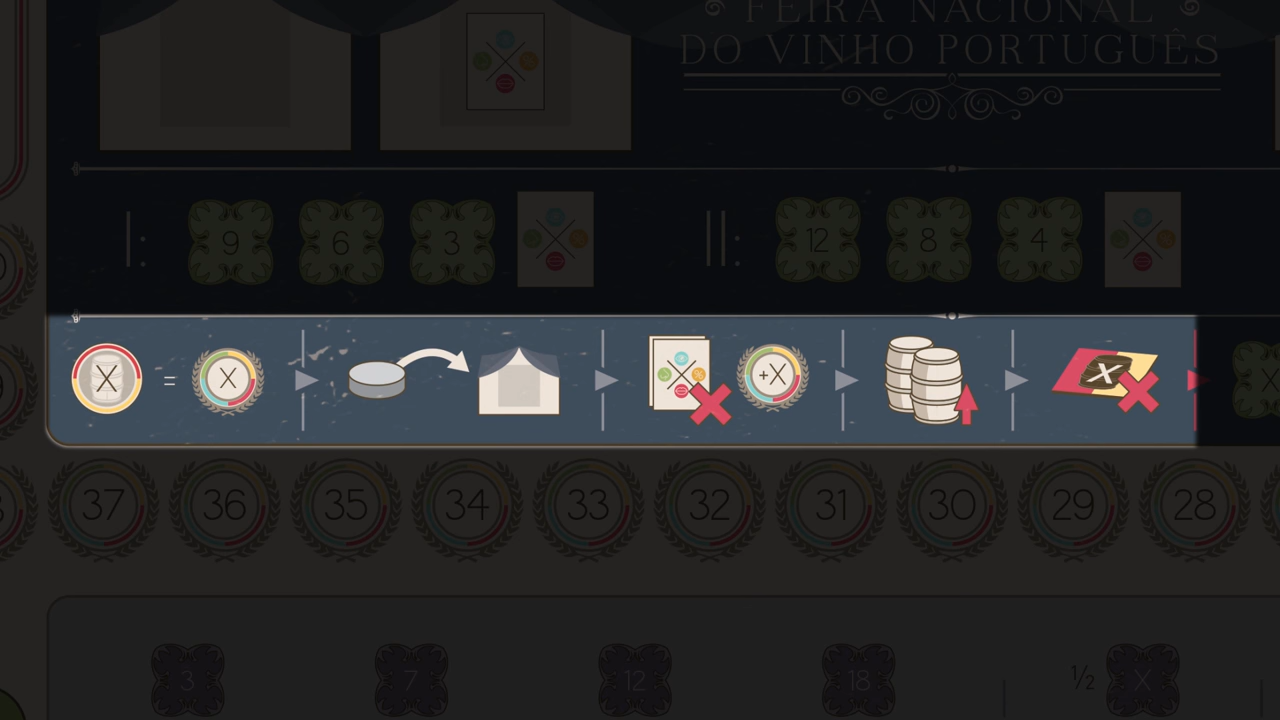 FEIRA NACIONAL
DO VINHO PORTUGUÊS
I: 9 6 3
II: 12 8 4
X = X
+X
X
37 36 35 34 33 32 31 30 29 28
3 7 12 18 ½ X